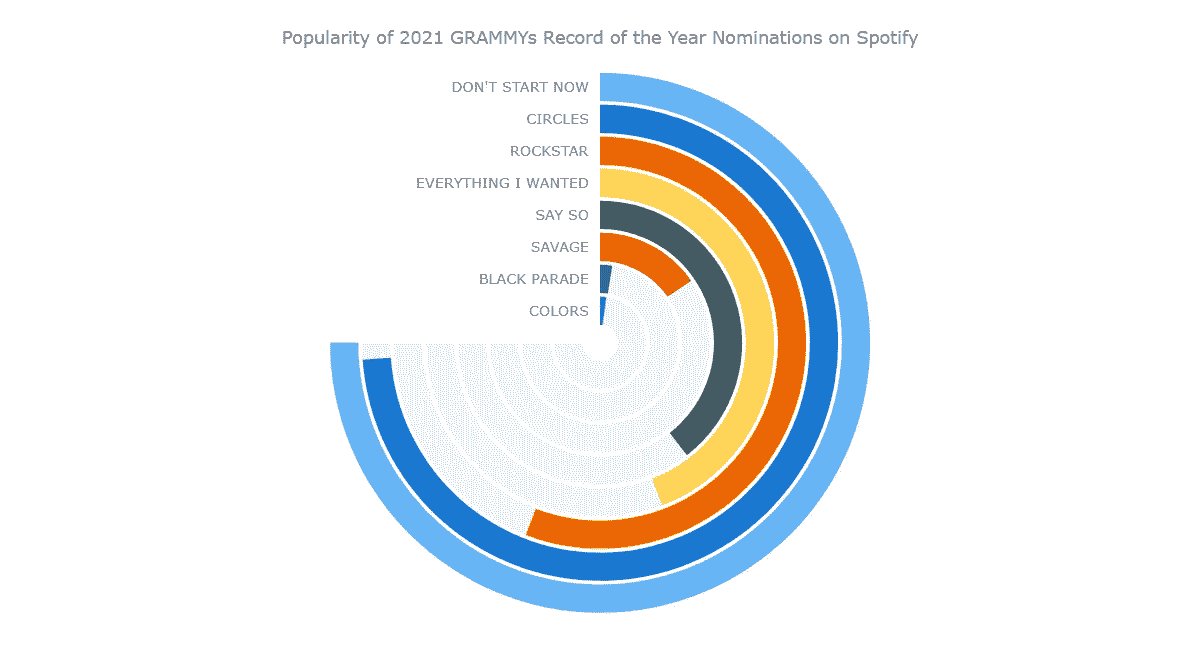 Popularity of 2021 GRAMMYs Record of the Year Nominations on Spotify
DON'T START NOW
CIRCLES
ROCKSTAR
EVERYTHING I WANTED
SAY SO
SAVAGE
BLACK PARADE
COLORS